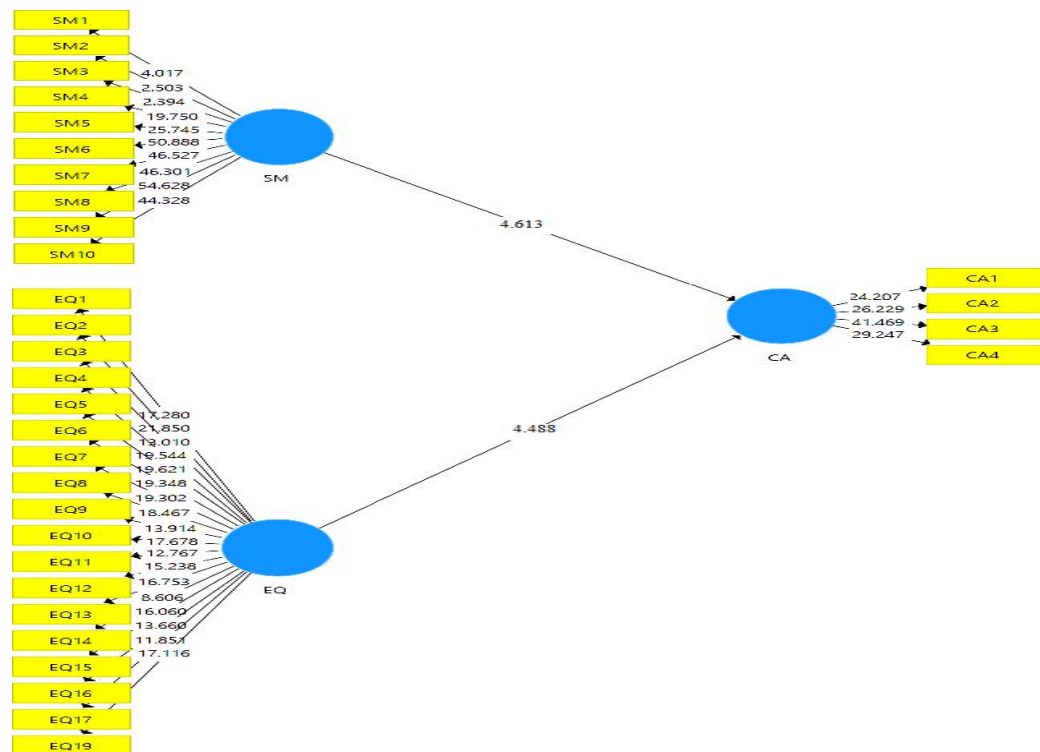 SM1
SM2
SM3
SM4
SM5
SM6
SM7
SM8
SM9
SM10
4.017
2.503
2.394
19.750
25.745
50.888
46.527
46.301
54.628
44.328
SM
4.613
EQ1
EQ2
EQ3
EQ4
EQ5
EQ6
EQ7
EQ8
EQ9
EQ10
EQ11
EQ12
EQ13
EQ14
EQ15
EQ16
EQ17
EQ19
17.280
21.850
13.010
19.544
19.621
19.348
19.302
18.467
13.914
17.678
12.767
15.238
16.753
8.606
16.060
13.660
11.851
17.116
EQ
4.488
CA
24.207
26.229
41.469
29.247
CA1
CA2
CA3
CA4